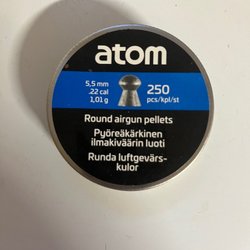 atom
5,5 mm
.22 cal
1,01 g
250
pcs/kpl/st
Round airgun pellets
Pyöreäkärkinen
ilmakiväärin luoti
Runda luftgevärs-
kulor